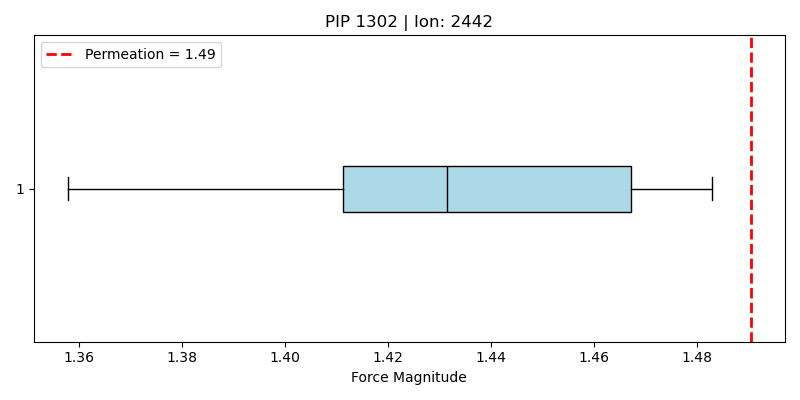 PIP 1302 | Ion: 2442
Permeation = 1.49
1
1.36 1.38 1.40 1.42 1.44 1.46 1.48
Force Magnitude